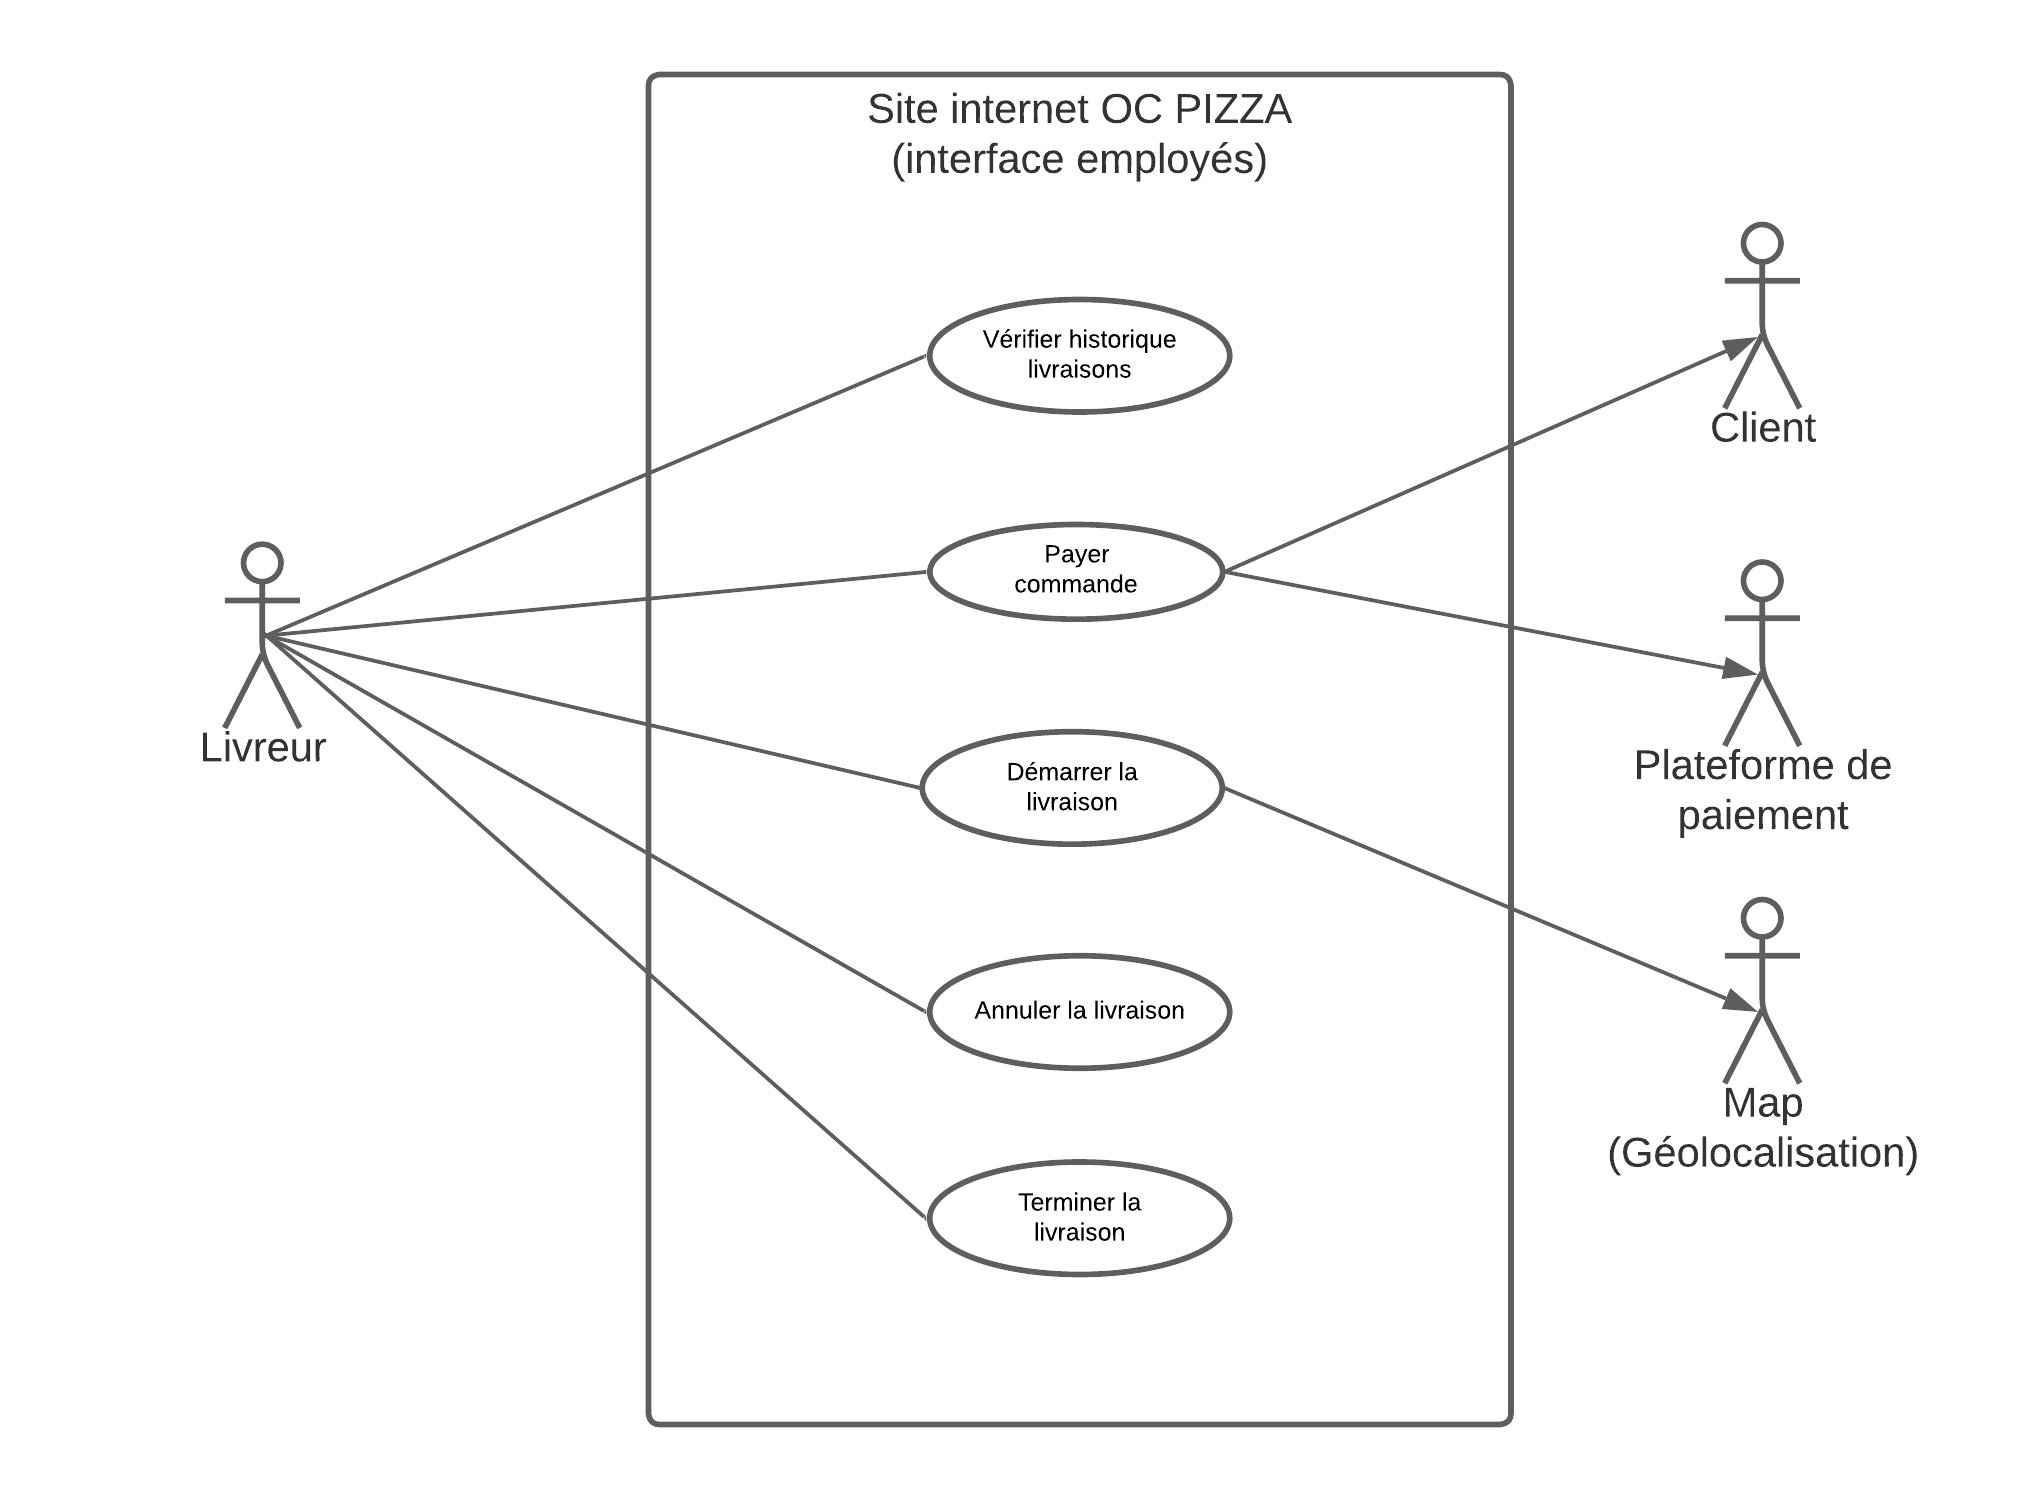 Site internet OC PIZZA
(interface employés)
Vérifier historique
livraisons
Client
Payer
commande
Livreur
Plateforme de
paiement
Démarrer la
livraison
Annuler la livraison
Map
(Géolocalisation)
Terminer la
livraison